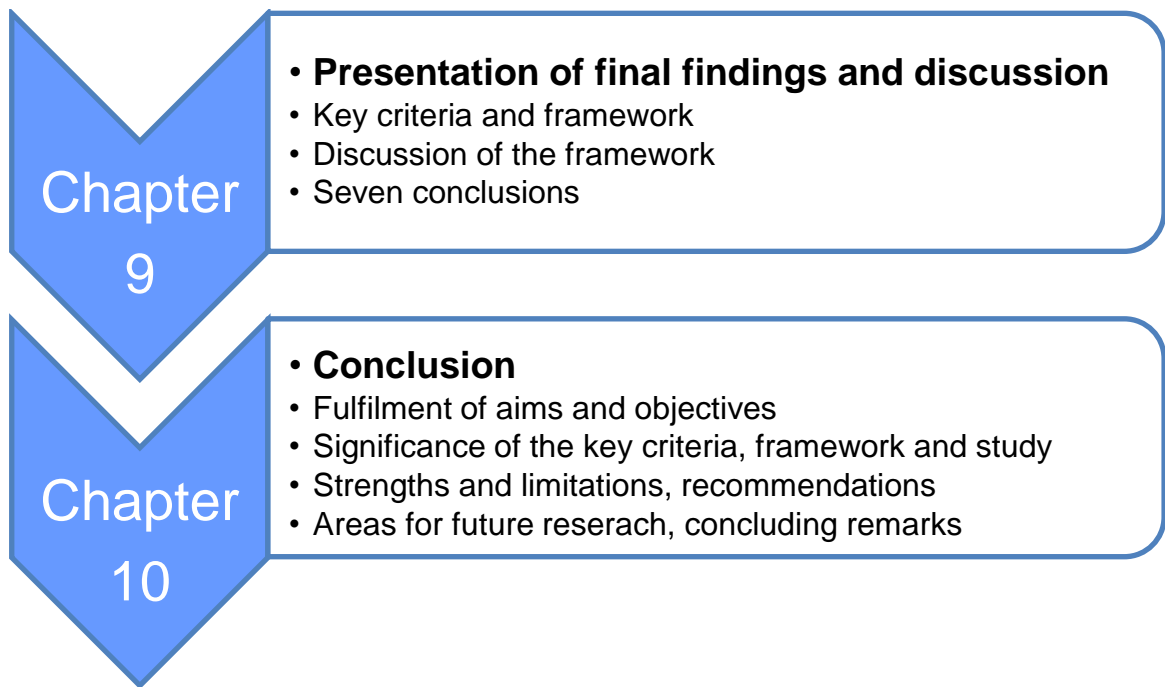 Chapter
9
• Presentation of final findings and discussion
• Key criteria and framework
• Discussion of the framework
• Seven conclusions
Chapter
10
• Conclusion
• Fulfilment of aims and objectives
• Significance of the key criteria, framework and study
• Strengths and limitations, recommendations
• Areas for future reserach, concluding remarks